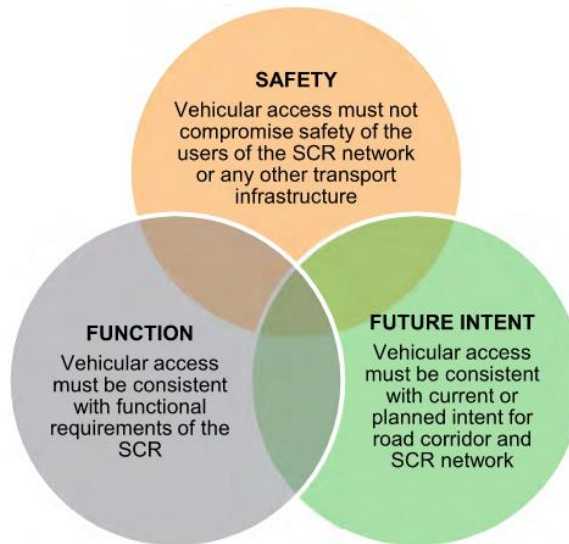 SAFETY
Vehicular access must not
compromise safety of the
users of the SCR network
or any other transport
infrastructure
FUNCTION
Vehicular access
must be consistent
with functional
requirements of the
SCR
FUTURE INTENT
Vehicular access
must be consistent
with current or
planned intent for
road corridor and
SCR network